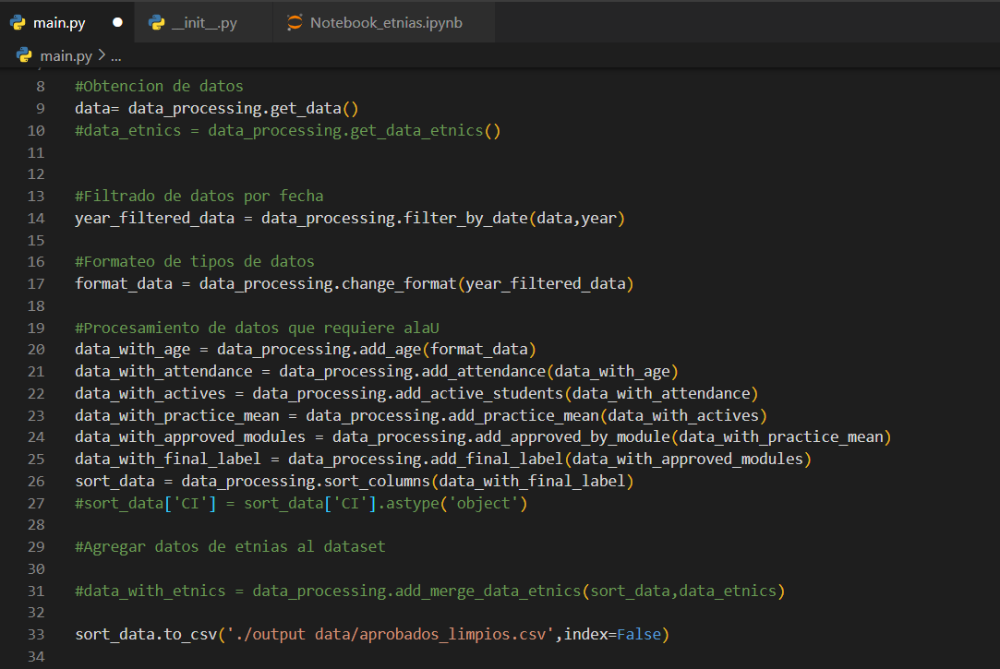 main.py
__init__.py
Notebook_etnias.ipynb
main.py > ...
8 #Obtencion de datos
9 data= data_processing.get_data()
10 #data_etnics = data_processing.get_data_etnics()
11
12
13 #Filtrado de datos por fecha
14 year_filtered_data = data_processing.filter_by_date(data,year)
15
16 #Formateo de tipos de datos
17 format_data = data_processing.change_format(year_filtered_data)
18
19 #Procesamiento de datos que requiere alaU
20 data_with_age = data_processing.add_age(format_data)
21 data_with_attendance = data_processing.add_attendance(data_with_age)
22 data_with_actives = data_processing.add_active_students(data_with_attendance)
23 data_with_practice_mean = data_processing.add_practice_mean(data_with_actives)
24 data_with_approved_modules = data_processing.add_approved_by_module(data_with_practice_mean)
25 data_with_final_label = data_processing.add_final_label(data_with_approved_modules)
26 sort_data = data_processing.sort_columns(data_with_final_label)
27 #sort_data['CI'] = sort_data['CI'].astype('object')
28
29 #Agregar datos de etnias al dataset
30
31 #data_with_etnics = data_processing.add_merge_data_etnics(sort_data,data_etnics)
32
33 sort_data.to_csv('./output data/aprobados_limpios.csv',index=False)
34